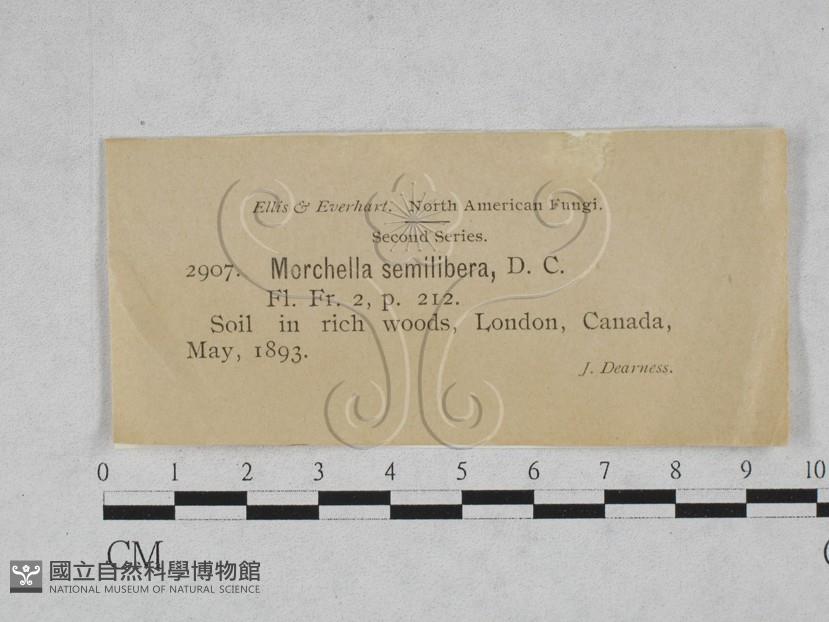 Ellis & Everhart. North American Fungi.
Second Series.
2907. Morchella semilibera, D. C.
Fl. Fr. 2, p. 212.
Soil in rich woods, London, Canada,
May, 1893.
J. Dearness.
0 1 2 3 4 5 6 7 8 9 10
CM
國立自然科學博物館
NATIONAL MUSEUM OF NATURAL SCIENCE